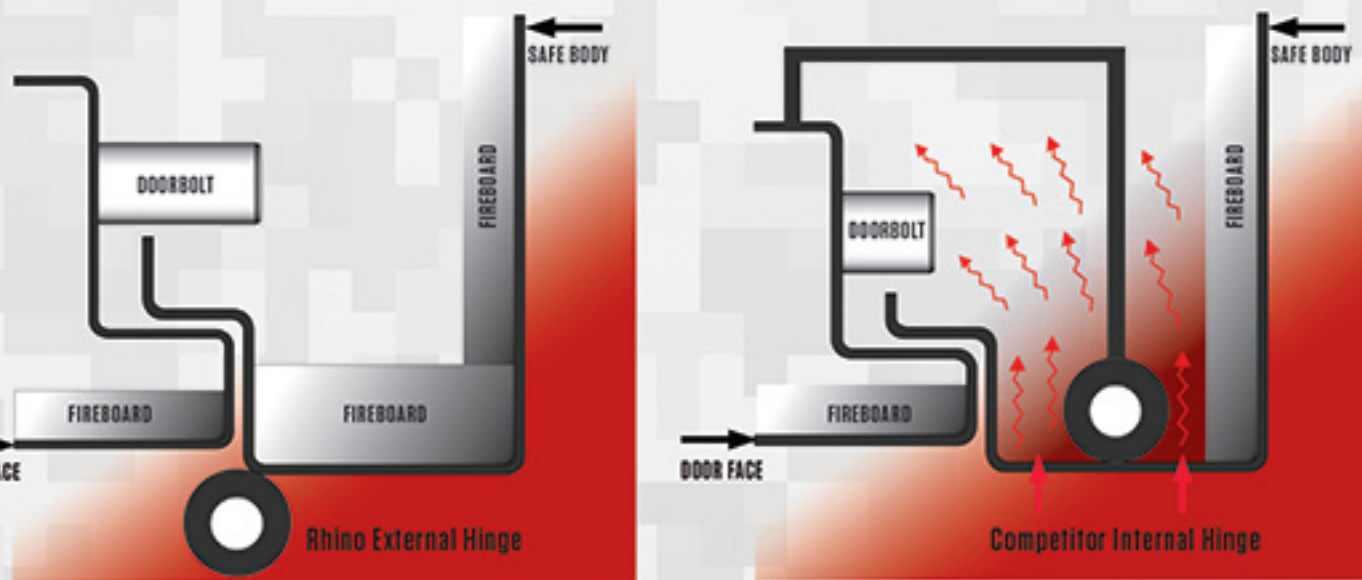 SAFE BODY
DOORBOLT
FIREBOARD
FIREBOARD
FIREBOARD
ACE
Rhino External Hinge
SAFE BODY
DOORBOLT
FIREBOARD
FIREBOARD
DOOR FACE
Competitor Internal Hinge